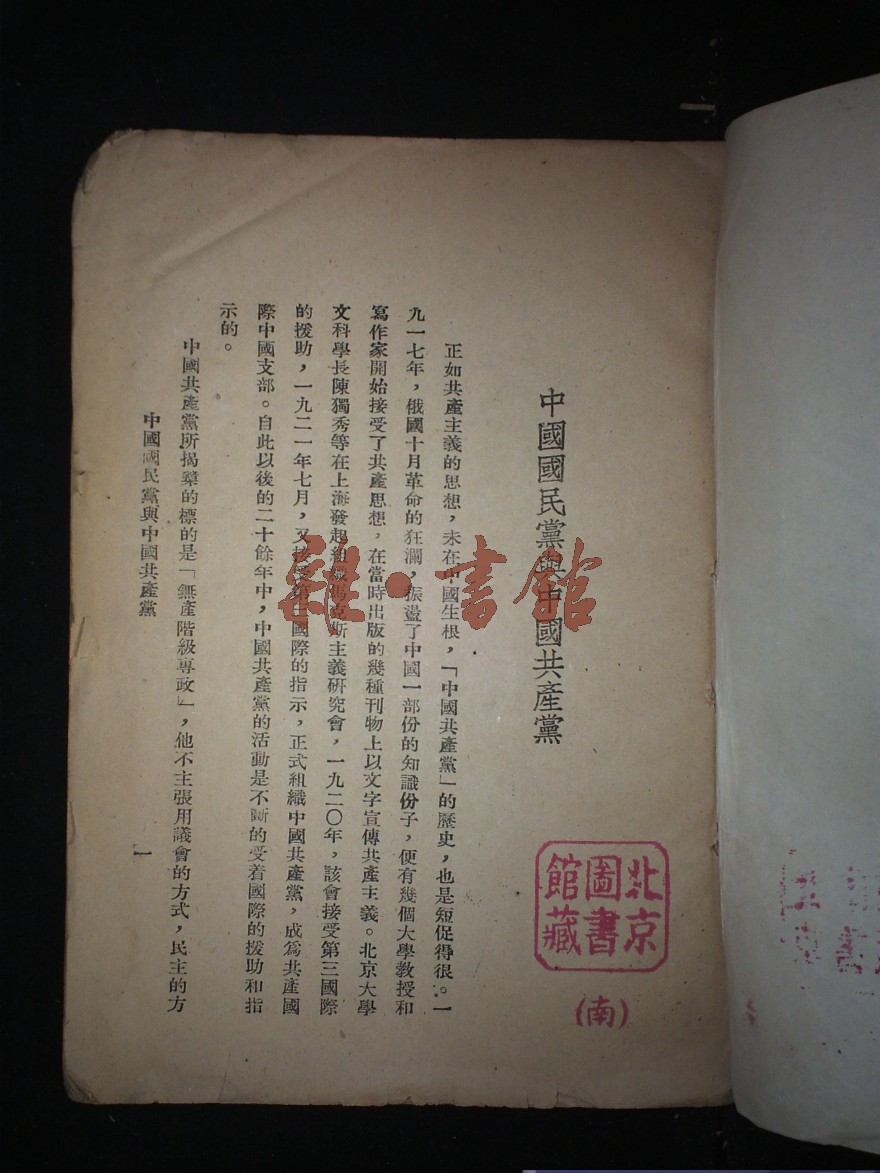 中國國民黨與中國共產黨
正如共產主義的思想，未在中國生根，「中國共產黨」的歷史，也是短促得很。一
九一七年，俄國十月革命的狂瀾，振盪了中國一部份的知識份子，便有幾個大學教授和
寫作家開始接受了共產思想，在當時出版的幾種刊物上以文字宣傳共產主義。北京大學
文科學長陳獨秀等在上海發起組織馬克斯主義研究會，一九二〇年，該會接受第三國際
的援助，一九二一年七月，又接受第三國際的指示，正式組織中國共產黨，成爲共產國
際中國支部。自此以後的二十餘年中，中國共產黨的活動是不斷的受着國際的援助和指
示的。
中國共產黨所揭櫫的標的是「無產階級專政」，他不主張用議會的方式，民主的方
中國國民黨與中國共產黨
一
北京
圖書
館藏
（南）
雜·書館